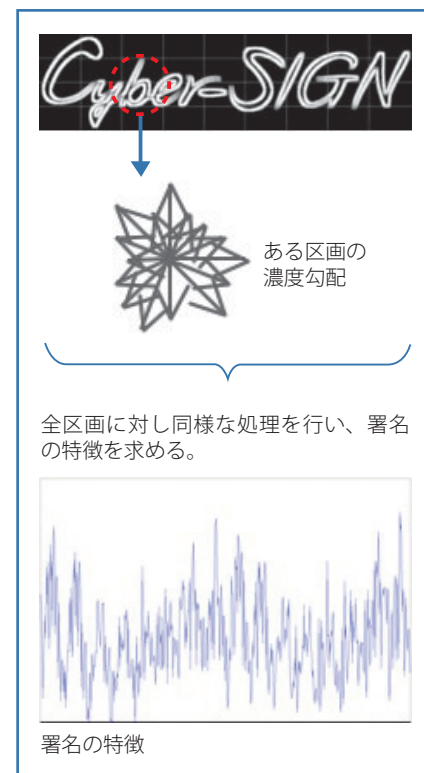 Cyber-SIGN
ある区画の
濃度勾配
全区画に対し同様な処理を行い、署名
の特徴を求める。
署名の特徴